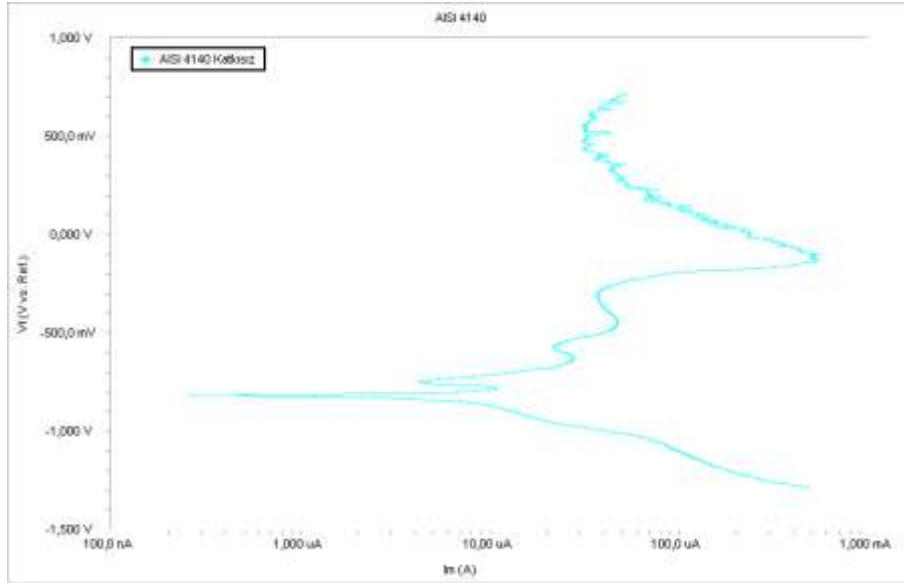 AISI 4140
1,000 V
AISI 4140 Katkısız
500,0 mV
0,000 V
Vf (V vs. Ref.)
-500,0 mV
-1,000 V
-1,500 V
100,0 nA 1,000 uA 10,00 uA 100,0 uA 1,000 mA
Im (A)